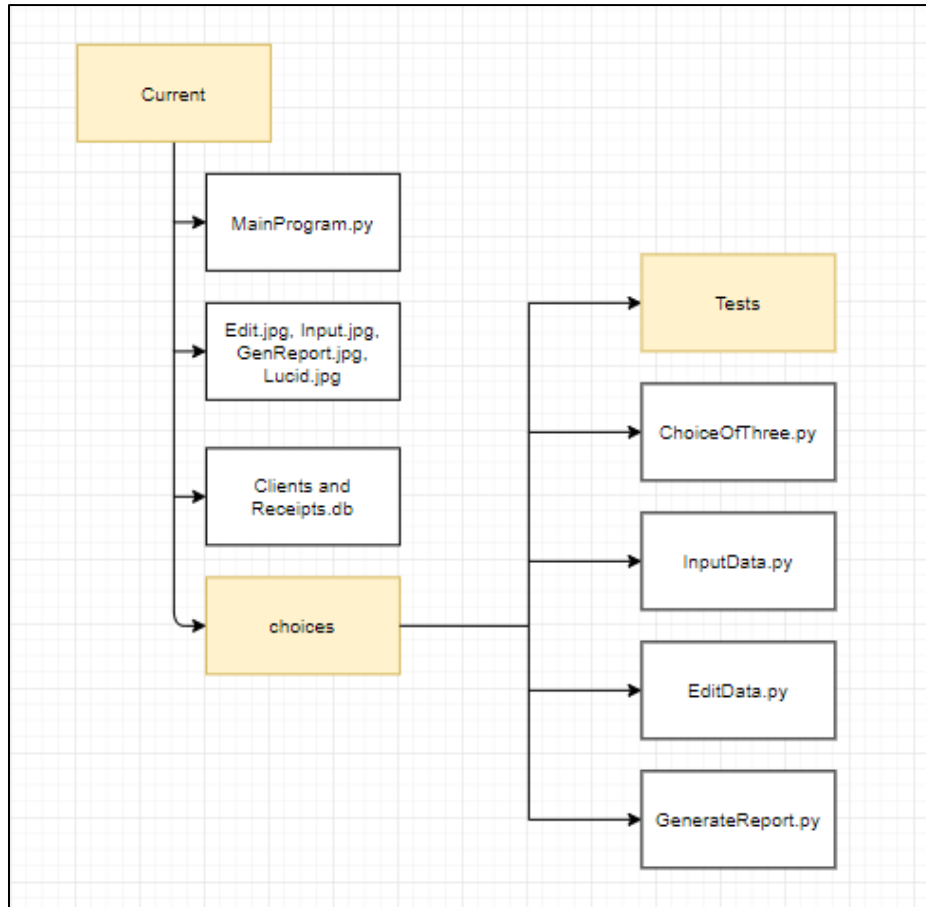 Current
MainProgram.py
Edit.jpg, Input.jpg,
GenReport.jpg,
Lucid.jpg
Clients and
Receipts.db
choices
Tests
ChoiceOfThree.py
InputData.py
EditData.py
GenerateReport.py